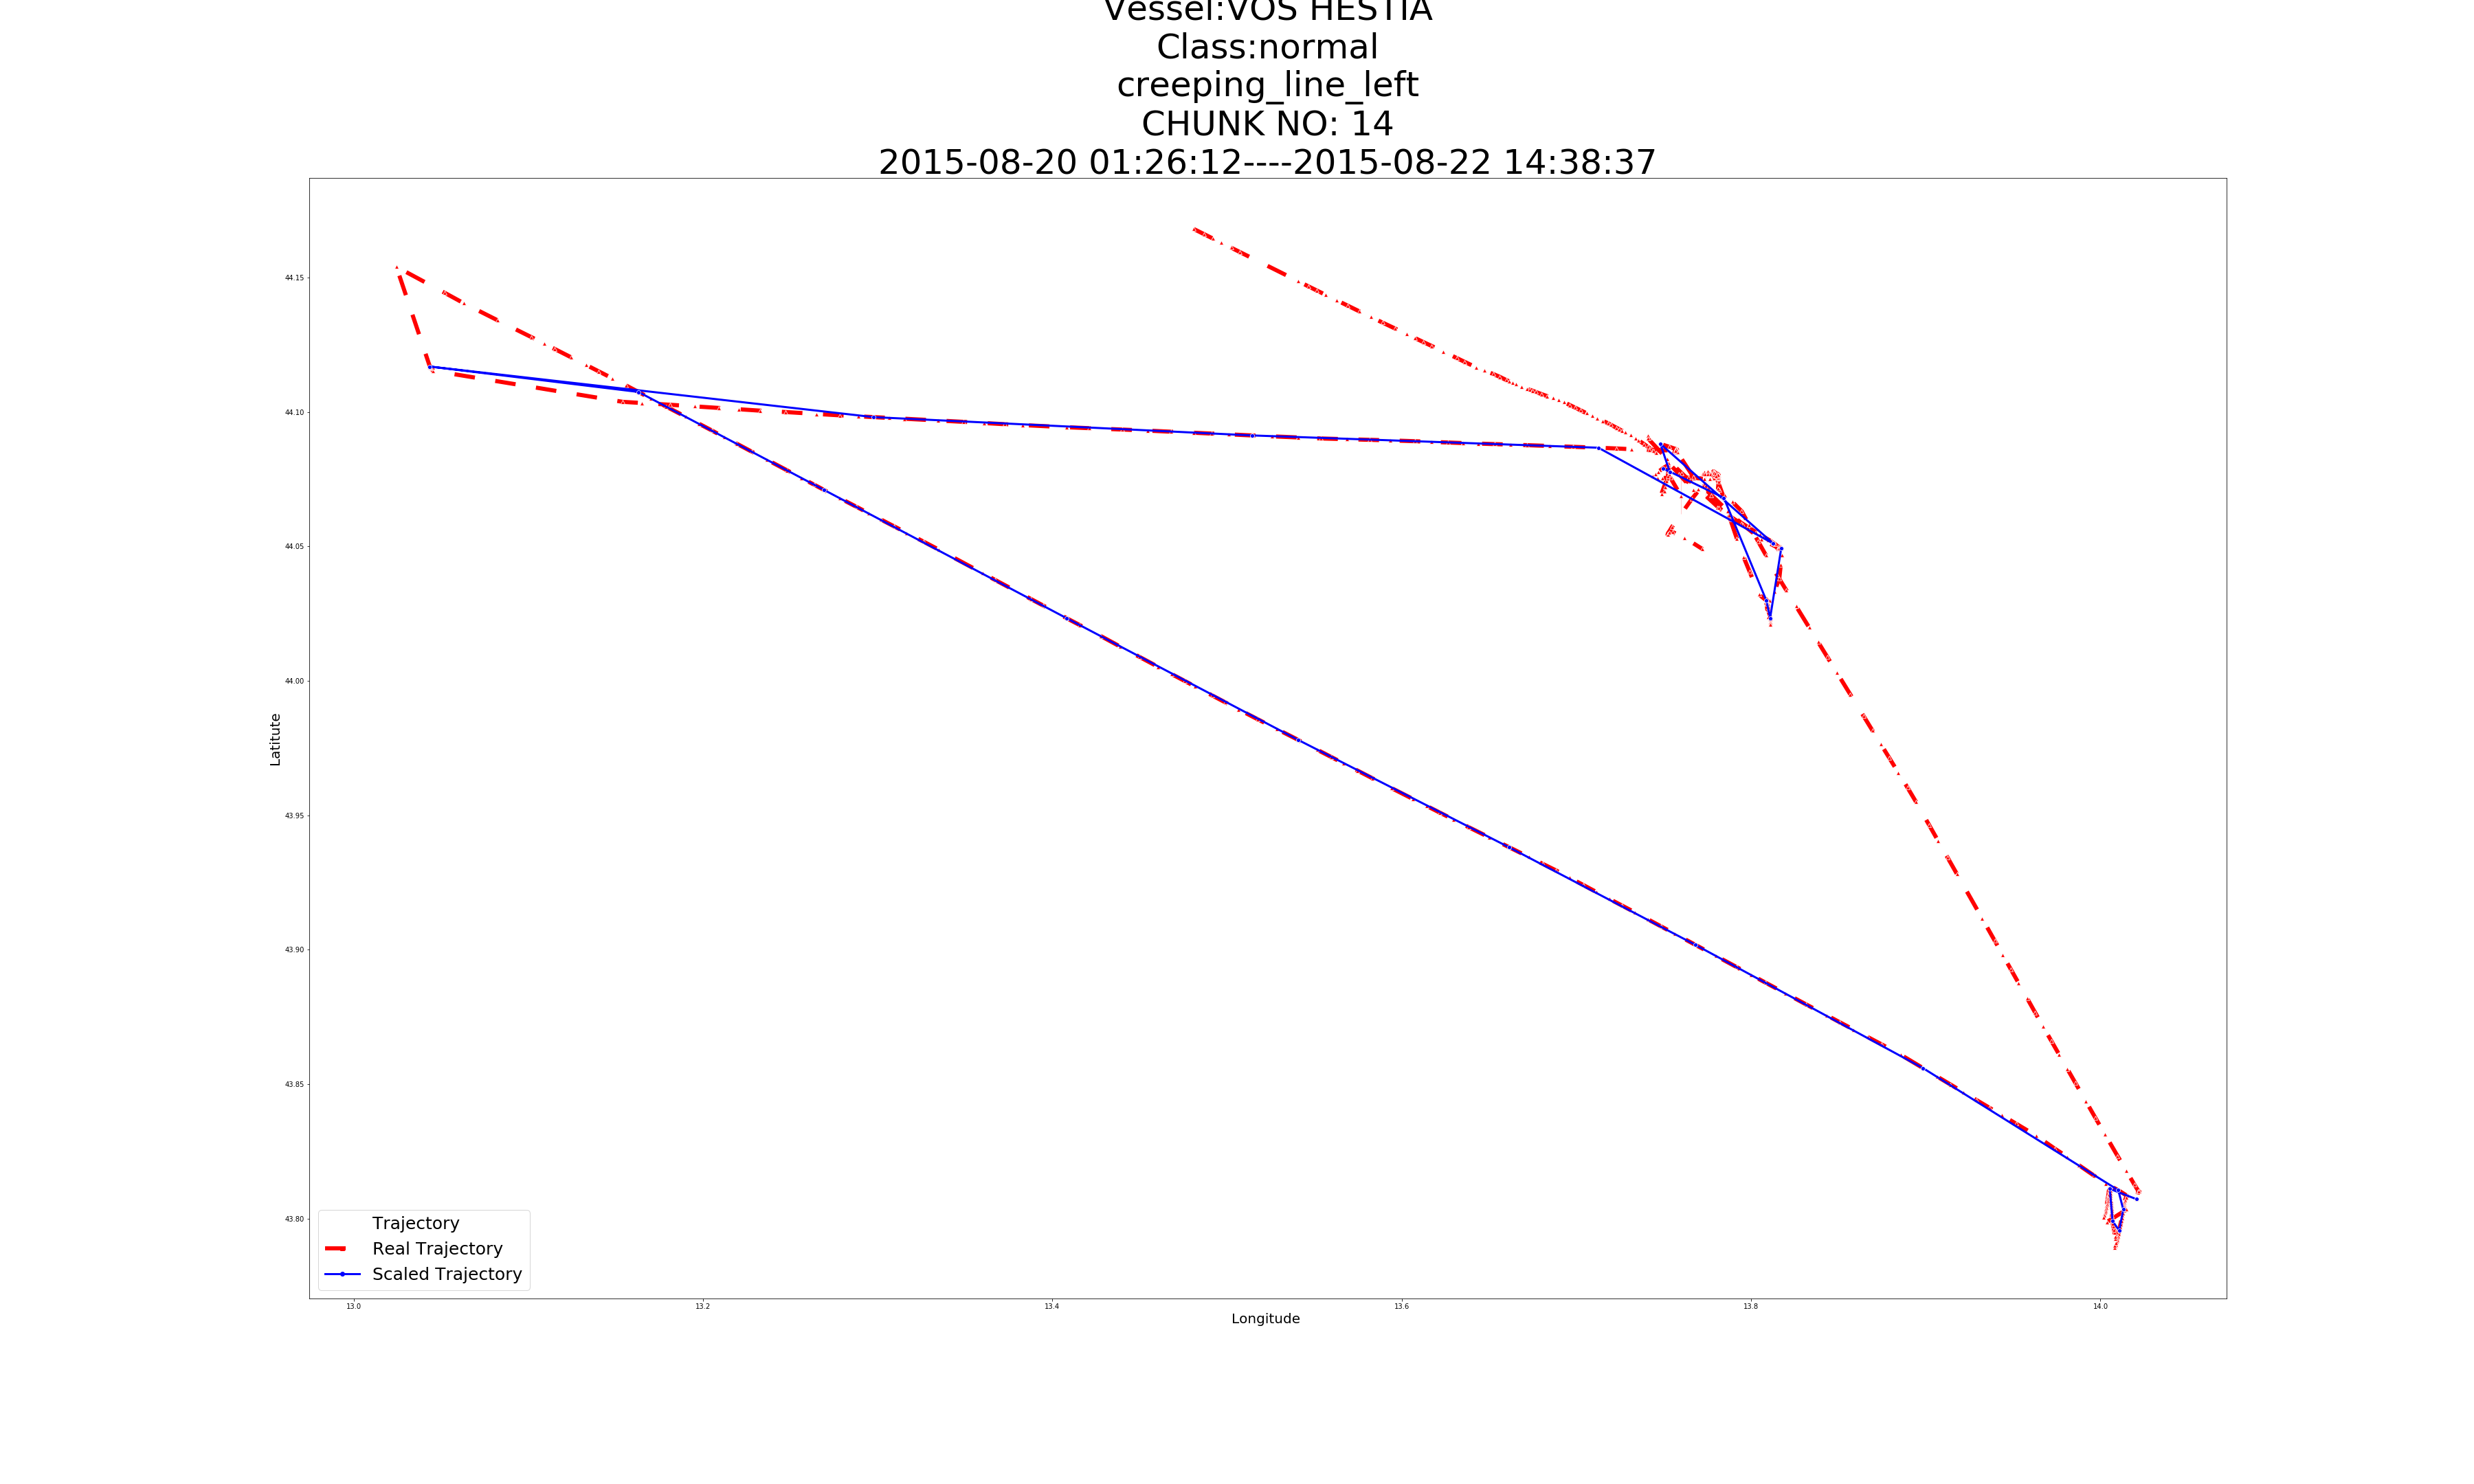 Vessel:VOS HESTIA
Class:normal
creeping_line_left
CHUNK NO: 14
2015-08-20 01:26:12----2015-08-22 14:38:37
44.15
44.10
44.05
44.00
43.95
43.90
43.85
43.80
Latitute
Trajectory
Real Trajectory
Scaled Trajectory
13.0
13.2
13.4
13.6
13.8
14.0
Longitude